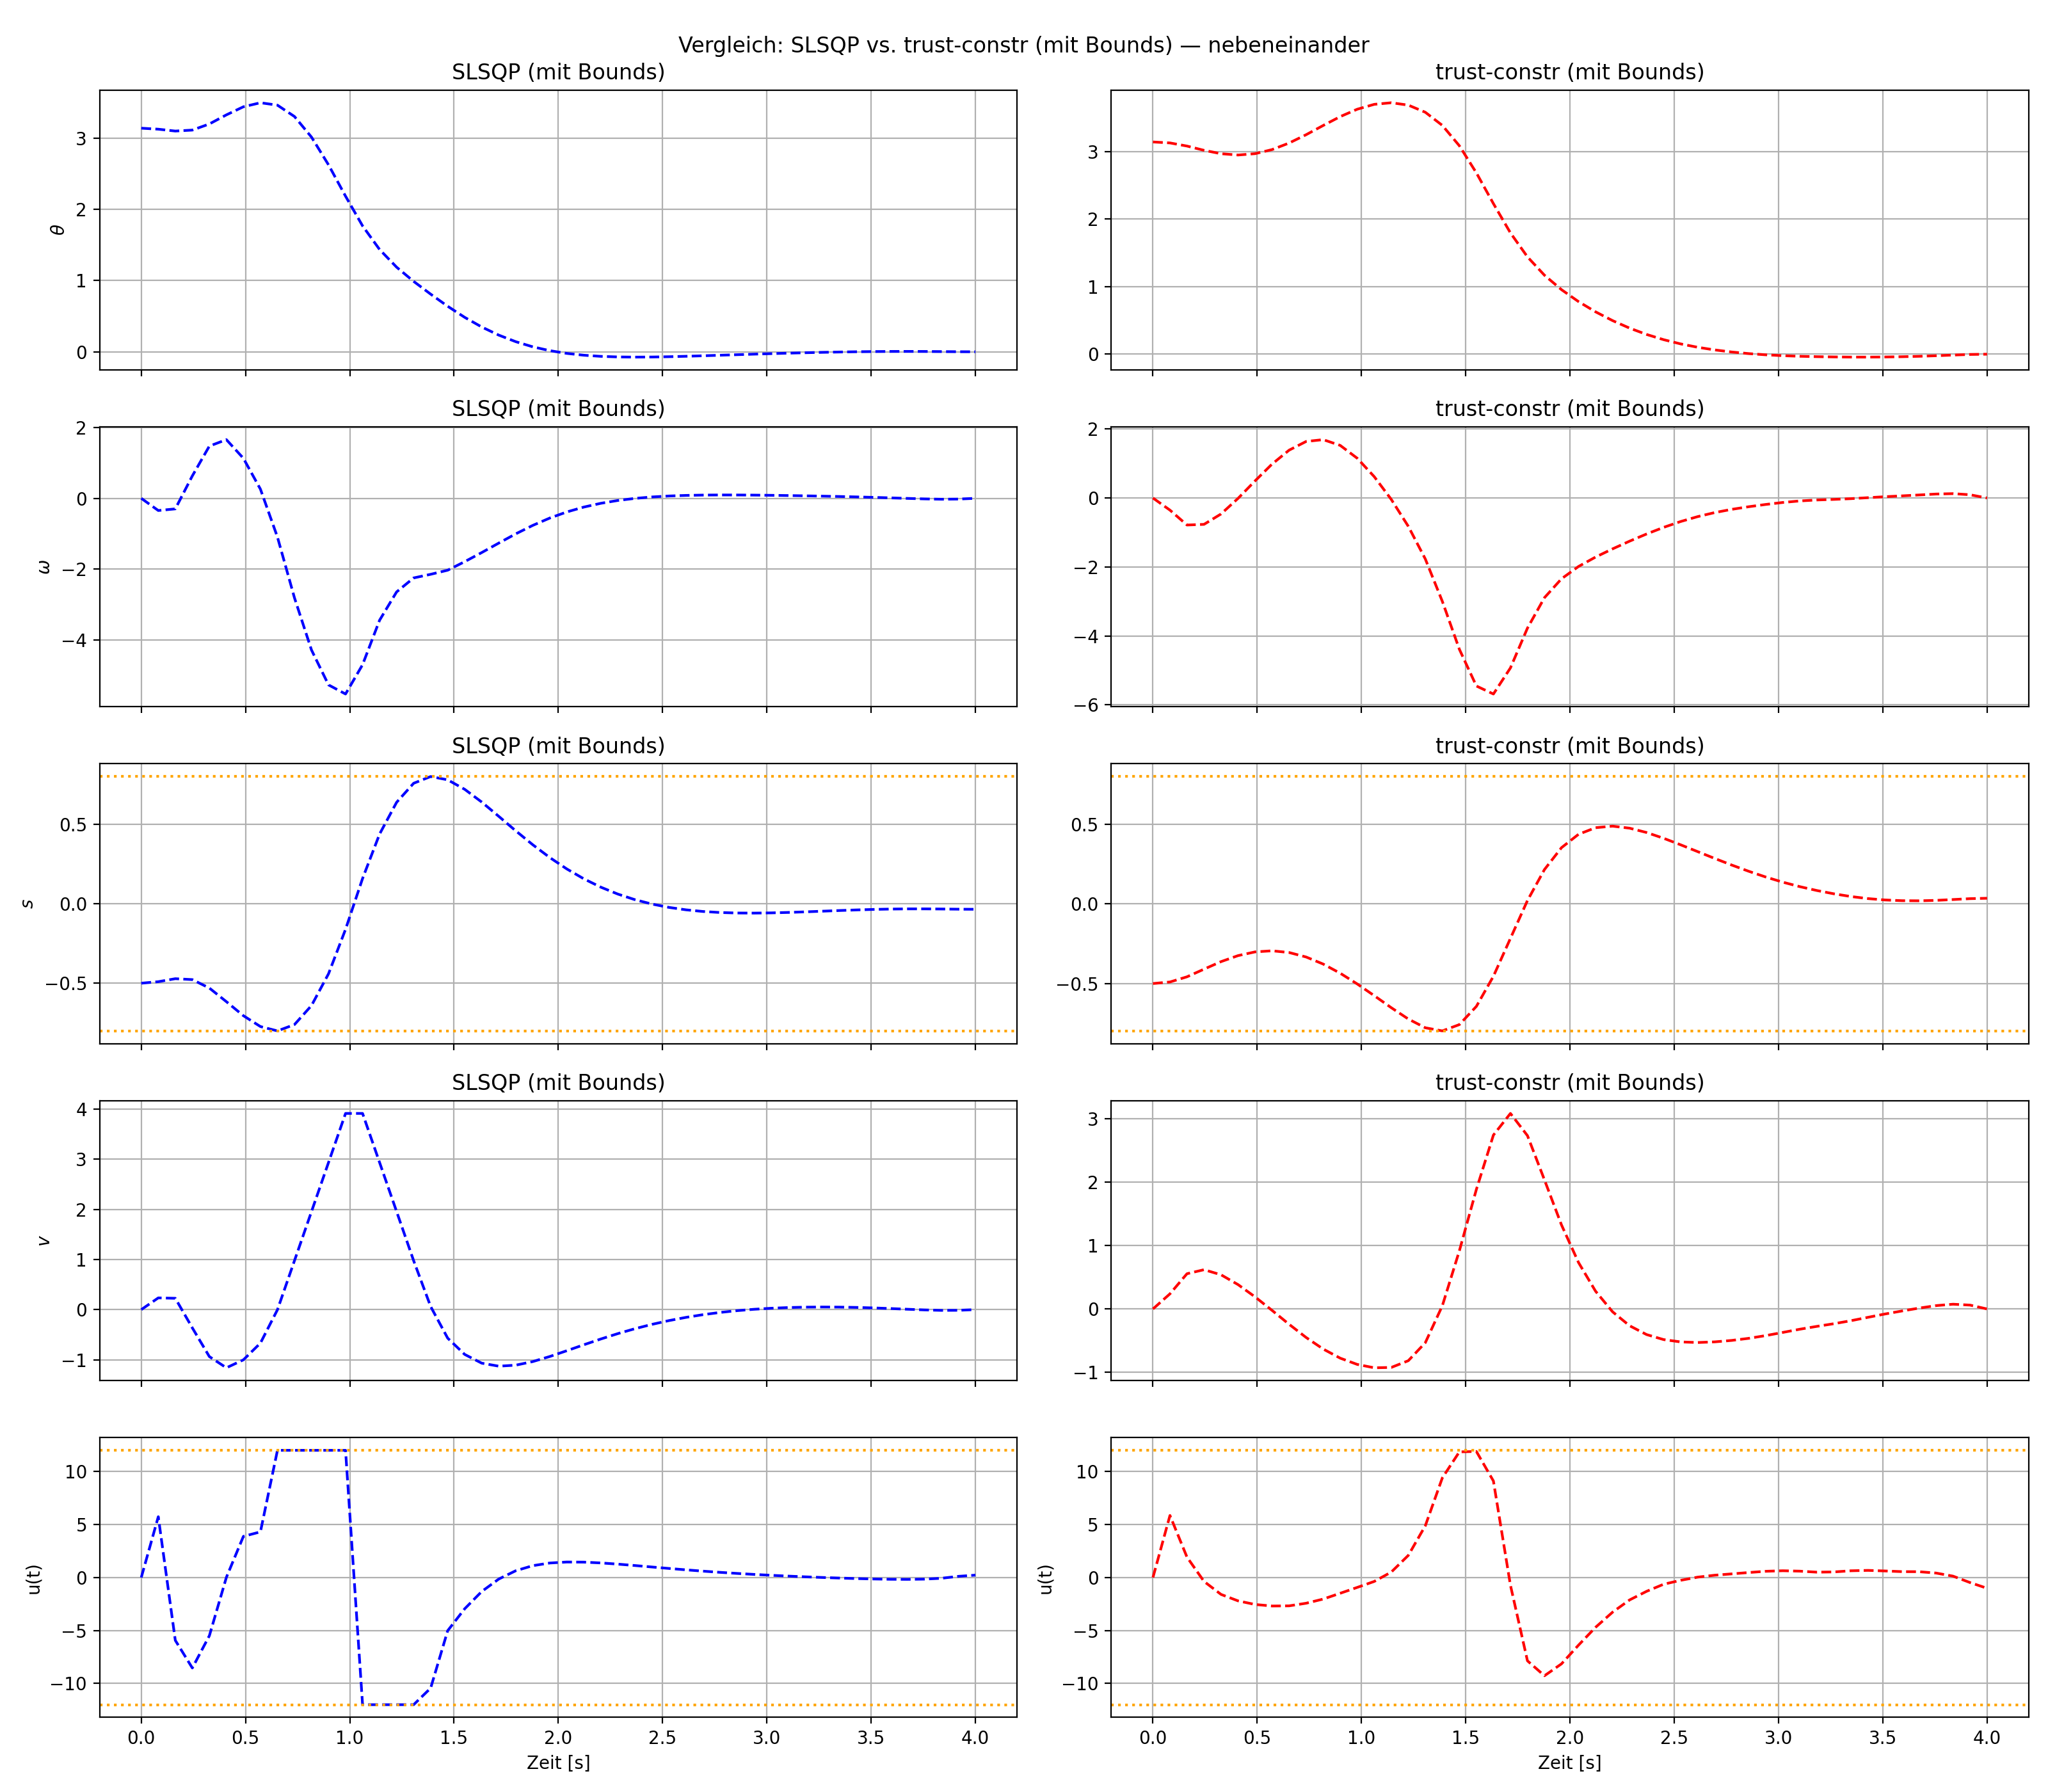 Vergleich: SLSQP vs. trust-constr (mit Bounds) — nebeneinander
SLSQP (mit Bounds)
trust-constr (mit Bounds)
3
2
1
0
θ
3
2
1
0
SLSQP (mit Bounds)
trust-constr (mit Bounds)
2
0
−2
−4
ω
2
0
−2
−4
−6
SLSQP (mit Bounds)
trust-constr (mit Bounds)
0.5
0.0
−0.5
s
0.5
0.0
−0.5
SLSQP (mit Bounds)
trust-constr (mit Bounds)
4
3
2
1
0
−1
v
3
2
1
0
−1
10
5
0
−5
−10
u(t)
0.0 0.5 1.0 1.5 2.0 2.5 3.0 3.5 4.0
Zeit [s]
10
5
0
−5
−10
u(t)
0.0 0.5 1.0 1.5 2.0 2.5 3.0 3.5 4.0
Zeit [s]